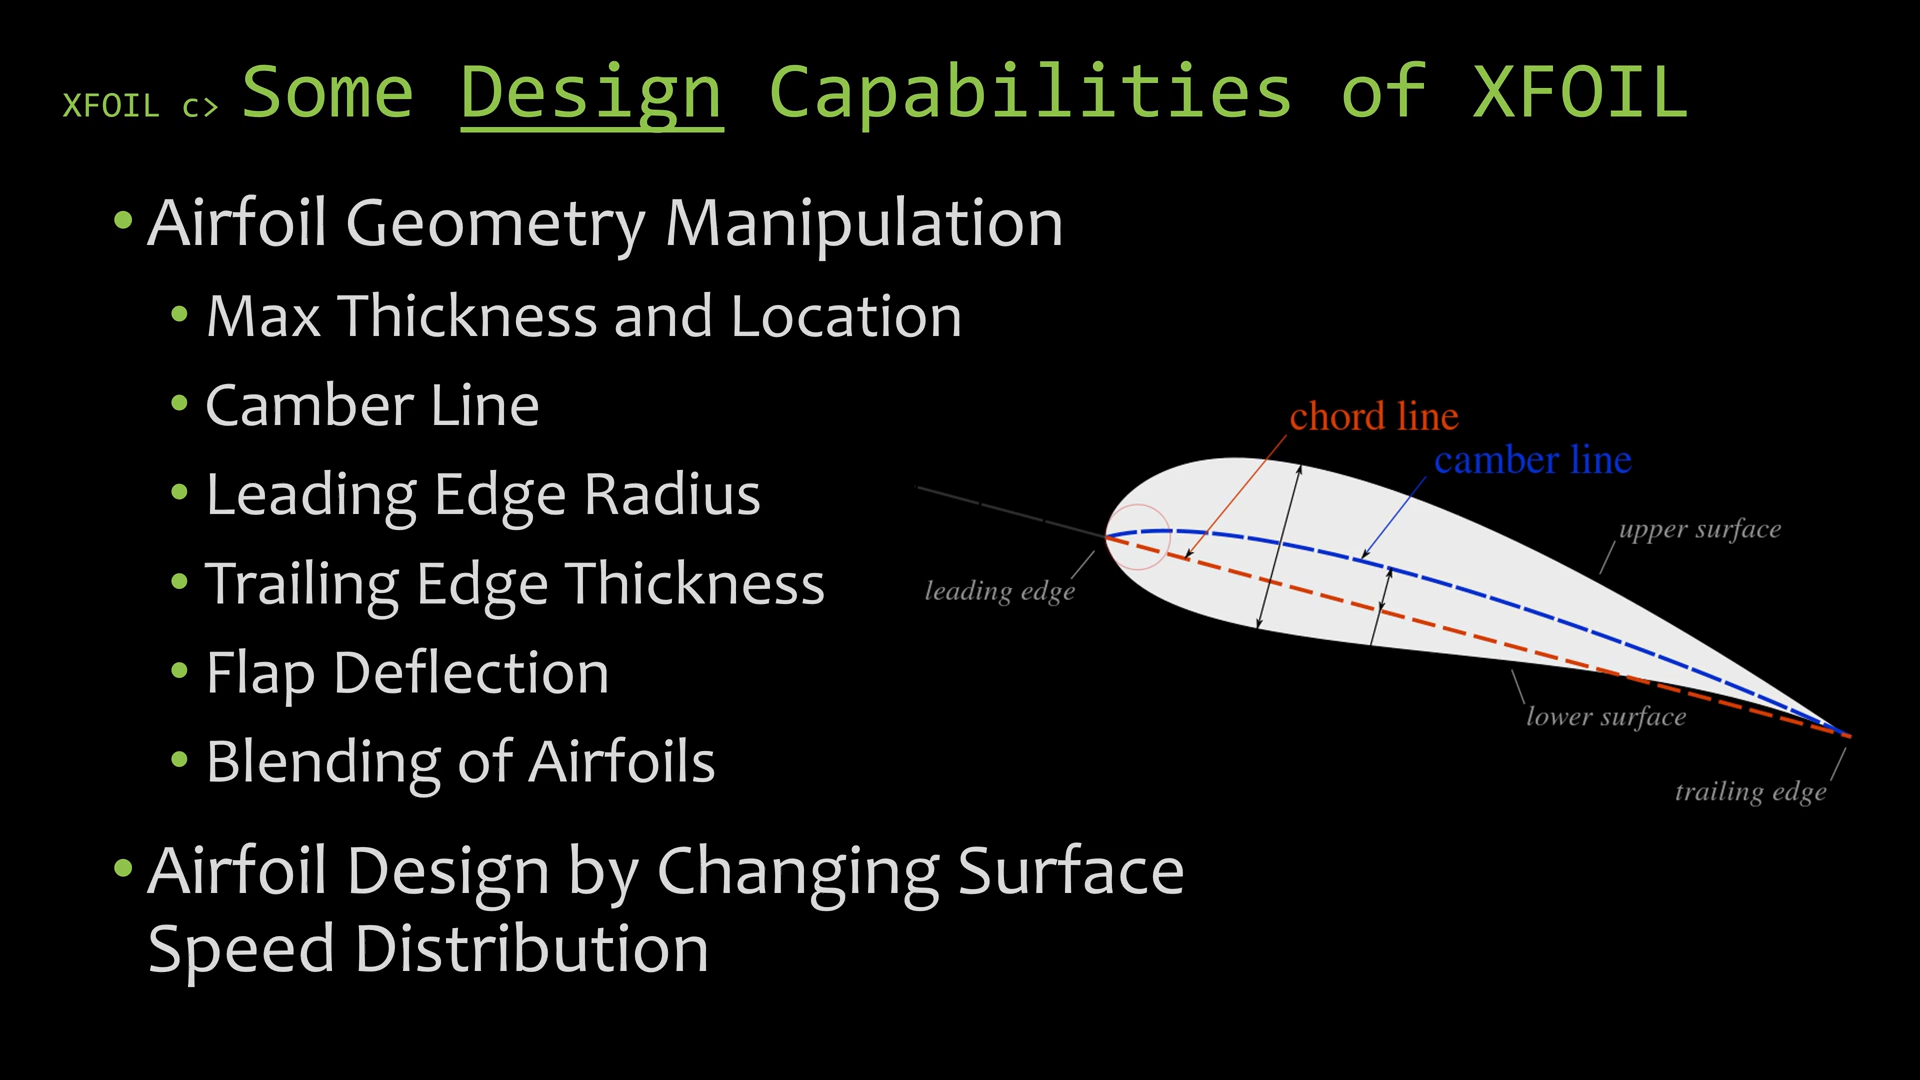 XFOIL c> Some Design Capabilities of XFOIL
• Airfoil Geometry Manipulation
• Max Thickness and Location
• Camber Line
• Leading Edge Radius
• Trailing Edge Thickness
• Flap Deflection
• Blending of Airfoils
• Airfoil Design by Changing Surface
Speed Distribution
chord line
camber line
upper surface
leading edge
lower surface
trailing edge